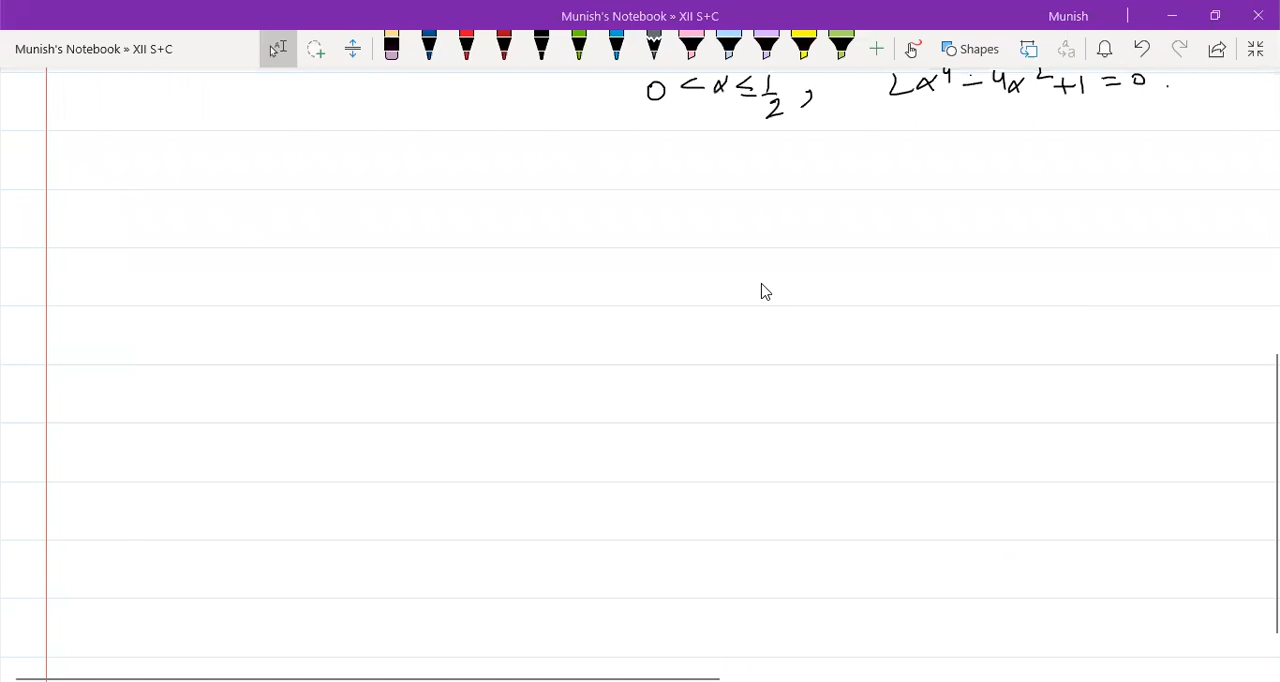 Munish's Notebook » XII S+C
Munish
Munish's Notebook » XII S+C
Shapes
0 < α ≤ 1/2 , 2α⁴ - 4α² + 1 = 0 .